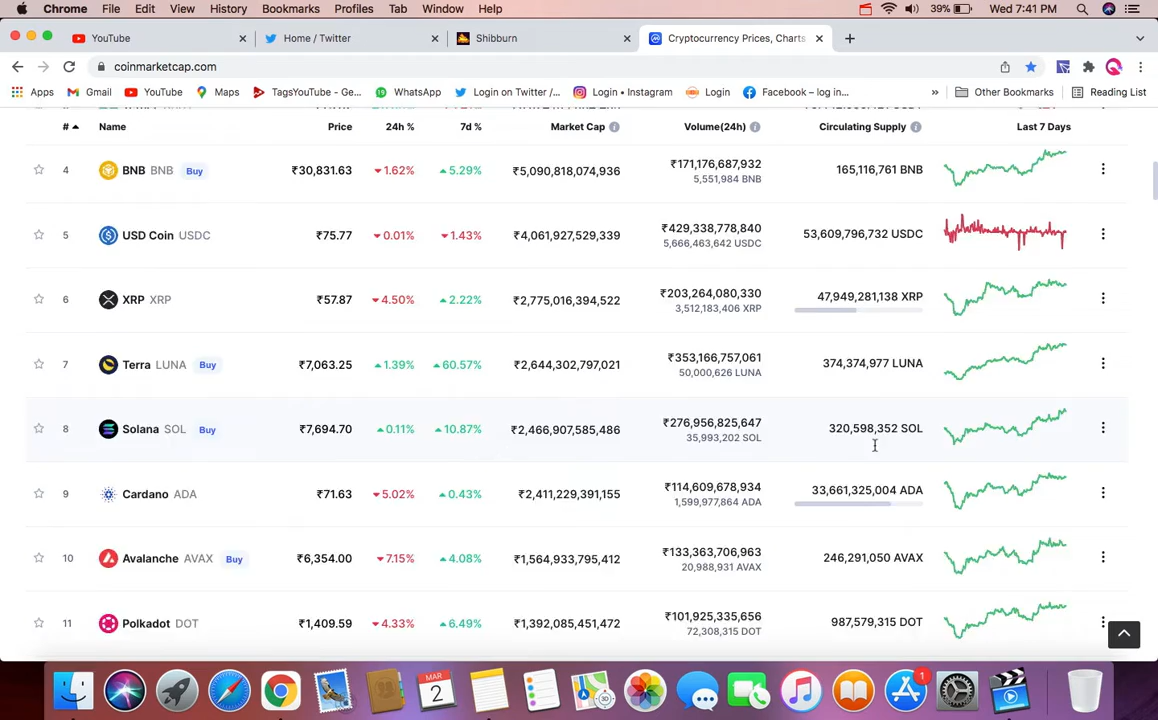 Chrome File Edit View History Bookmarks Profiles Tab Window Help 39% Wed 7:41 PM
YouTube Home / Twitter Shibburn Cryptocurrency Prices, Charts
coinmarketcap.com
Apps Gmail YouTube Maps TagsYouTube - Ge... WhatsApp Login on Twitter /... Login • Instagram Login Facebook – log in... » Other Bookmarks Reading List
# Name Price 24h % 7d % Market Cap Volume(24h) Circulating Supply Last 7 Days
4 BNB BNB Buy ₹30,831.63 1.62% 5.29% ₹5,090,818,074,936 ₹171,176,687,932 165,116,761 BNB
5,551,984 BNB
5 USD Coin USDC ₹75.77 0.01% 1.43% ₹4,061,927,529,339 ₹429,338,778,840 53,609,796,732 USDC
5,666,463,642 USDC
6 XRP XRP ₹57.87 4.50% 2.22% ₹2,775,016,394,522 ₹203,264,080,330 47,949,281,138 XRP
3,512,183,406 XRP
7 Terra LUNA Buy ₹7,063.25 1.39% 60.57% ₹2,644,302,797,021 ₹353,166,757,061 374,374,977 LUNA
50,000,626 LUNA
8 Solana SOL Buy ₹7,694.70 0.11% 10.87% ₹2,466,907,585,486 ₹276,956,825,647 320,598,352 SOL
35,993,202 SOL
9 Cardano ADA ₹71.63 5.02% 0.43% ₹2,411,229,391,155 ₹114,609,678,934 33,661,325,004 ADA
1,599,977,864 ADA
10 Avalanche AVAX Buy ₹6,354.00 7.15% 4.08% ₹1,564,933,795,412 ₹133,363,706,963 246,291,050 AVAX
20,988,931 AVAX
11 Polkadot DOT ₹1,409.59 4.33% 6.49% ₹1,392,085,451,472 ₹101,925,335,656 987,579,315 DOT
72,308,315 DOT
MAR
2
1